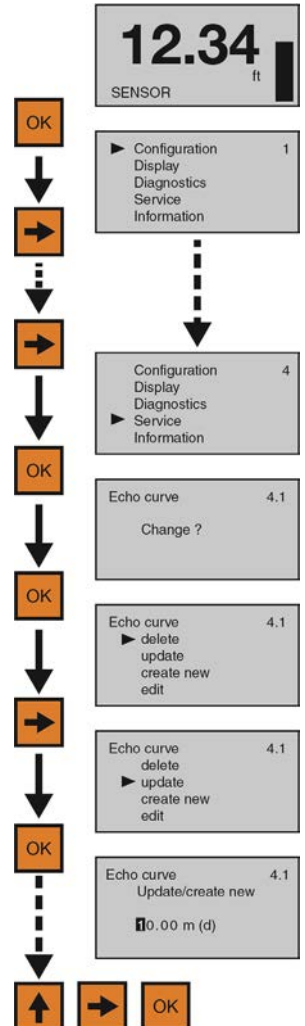 12.34
ft
SENSOR
OK
Configuration 1
Display
Diagnostics
Service
Information
Configuration 4
Display
Diagnostics
Service
Information
OK
Echo curve 4.1
Change ?
OK
Echo curve 4.1
delete
update
create new
edit
Echo curve 4.1
delete
update
create new
edit
OK
Echo curve 4.1
Update/create new
10.00 m (d)
OK